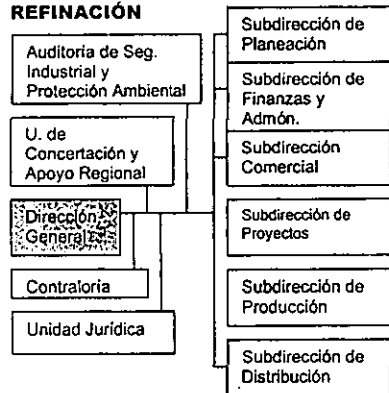 REFINACIÓN
Auditoría de Seg.
Industrial y
Protección Ambiental
U. de
Concertación y
Apoyo Regional
Dirección
General
Contraloría
Unidad Jurídica
Subdirección de
Planeación
Subdirección de
Finanzas y
Admón.
Subdirección
Comercial
Subdirección de
Proyectos
Subdirección de
Producción
Subdirección de
Distribución